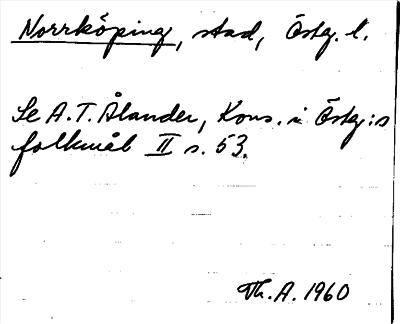 Norrköping, stad, Östg. l.
Se A.T. Ålander, Kons. i Östg:s
folkmål II s. 53.
Th. A. 1960